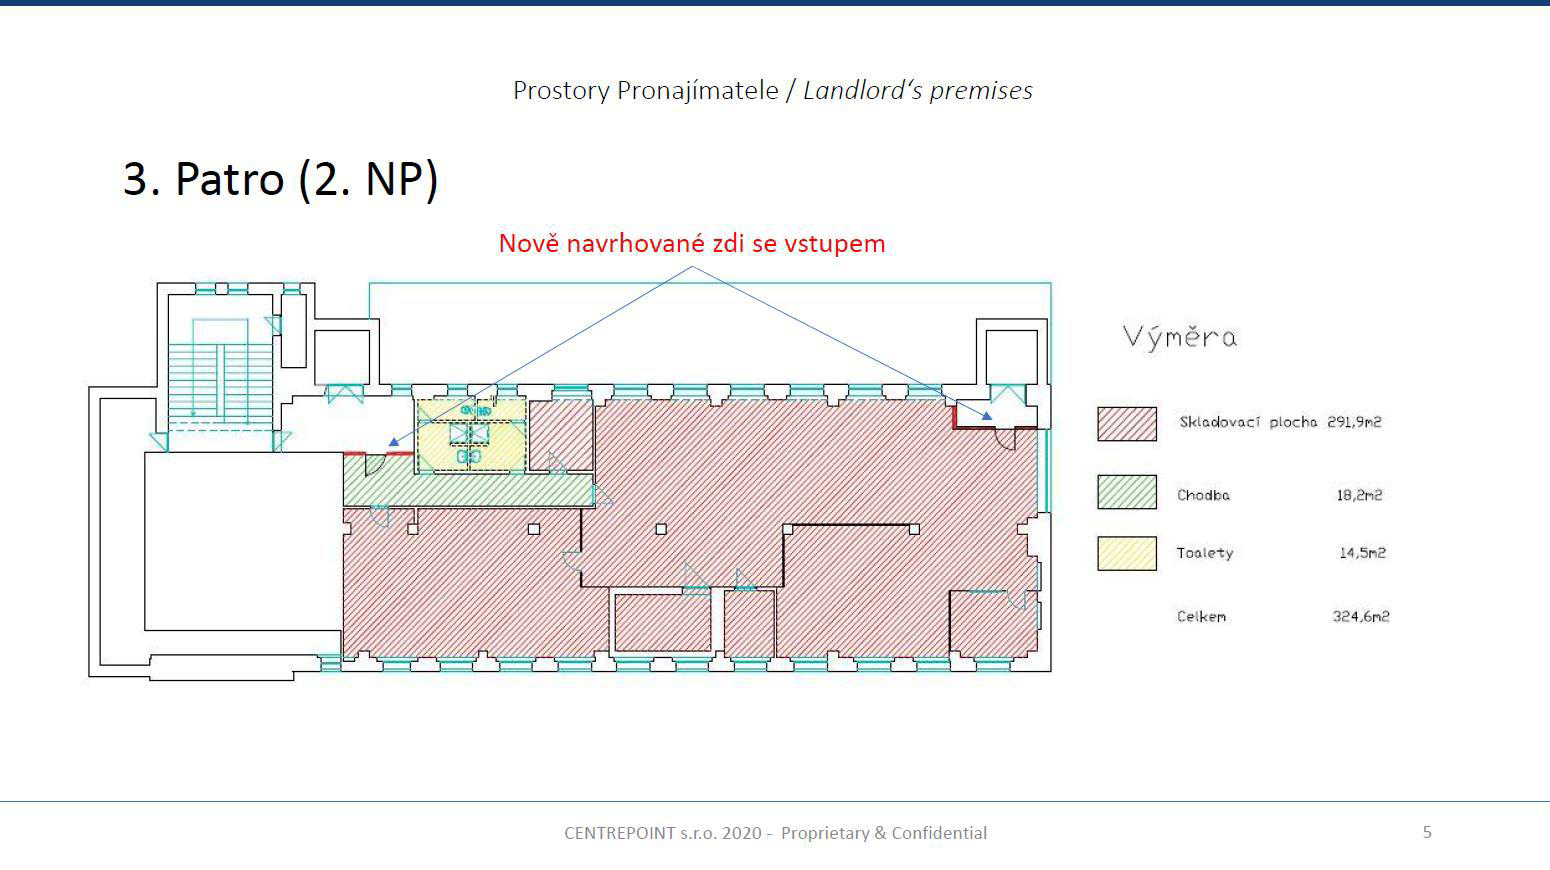 Prostory Pronajímatele / Landlord‘s premises
3. Patro (2. NP)
Nově navrhované zdi se vstupem
Výměra
Skladovací plocha 291,9m2
Chodba 18,2m2
Toalety 14,5m2
Celkem 324,6m2
CENTREPOINT s.r.o. 2020 - Proprietary & Confidential
5